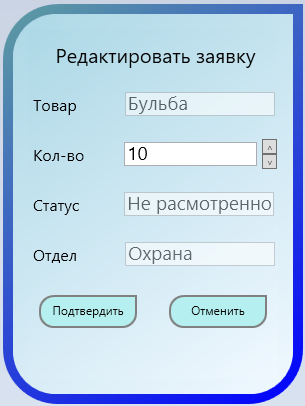 Редактировать заявку
Товар Бульба
Кол-во 10
Статус Не расмотренно
Отдел Охрана
Подтвердить Отменить